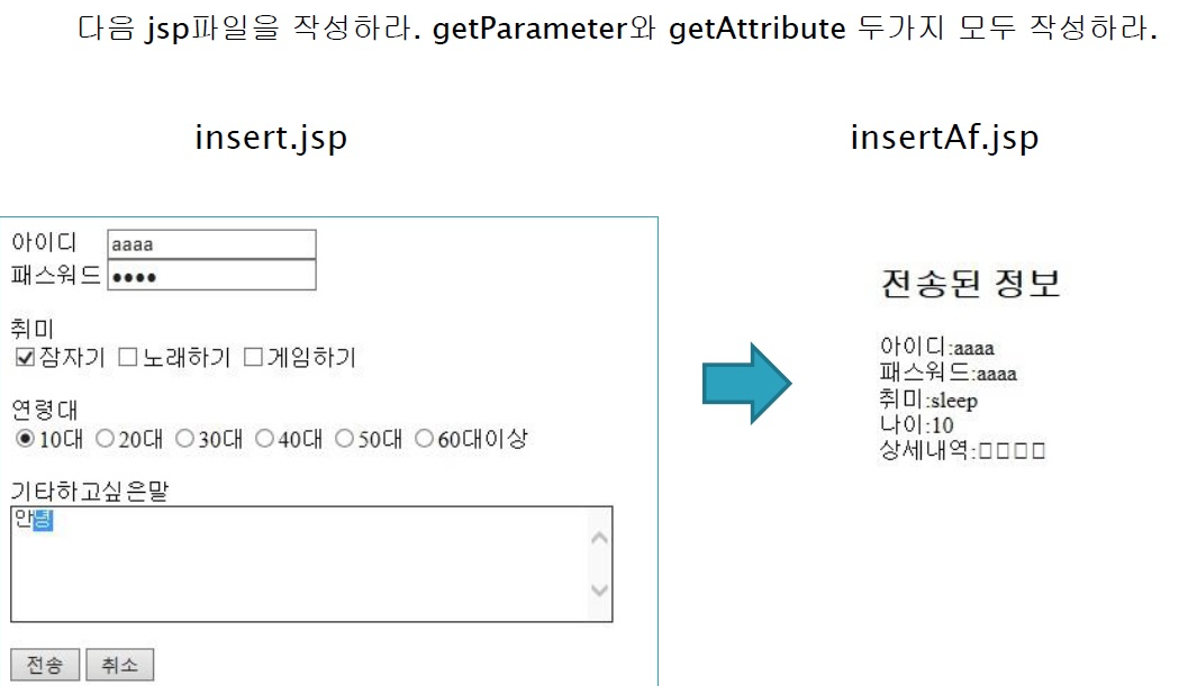 다음 jsp파일을 작성하라. getParameter와 getAttribute 두가지 모두 작성하라.
insert.jsp
insertAf.jsp
아이디 aaaa
패스워드 ••••
취미
잠자기 노래하기 게임하기
연령대
10대 20대 30대 40대 50대 60대이상
기타하고싶은말
안녕
전송 취소
전송된 정보
아이디:aaaa
패스워드:aaaa
취미:sleep
나이:10
상세내역:□□□□